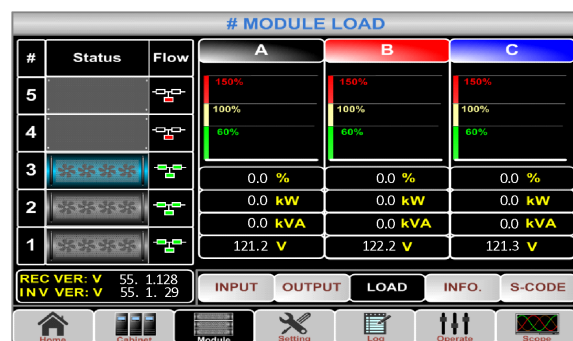 # MODULE LOAD
# Status Flow A B C
150% 150% 150%
100% 100% 100%
60% 60% 60%
5
4
3
2
1
0.0 % 0.0 % 0.0 %
0.0 kW 0.0 kW 0.0 kW
0.0 kVA 0.0 kVA 0.0 kVA
121.2 V 122.2 V 121.3 V
REC VER: V 55. 1.128
INV VER: V 55. 1. 29
INPUT OUTPUT LOAD INFO. S-CODE
Home Cabinet Module Setting Log Operate Scope